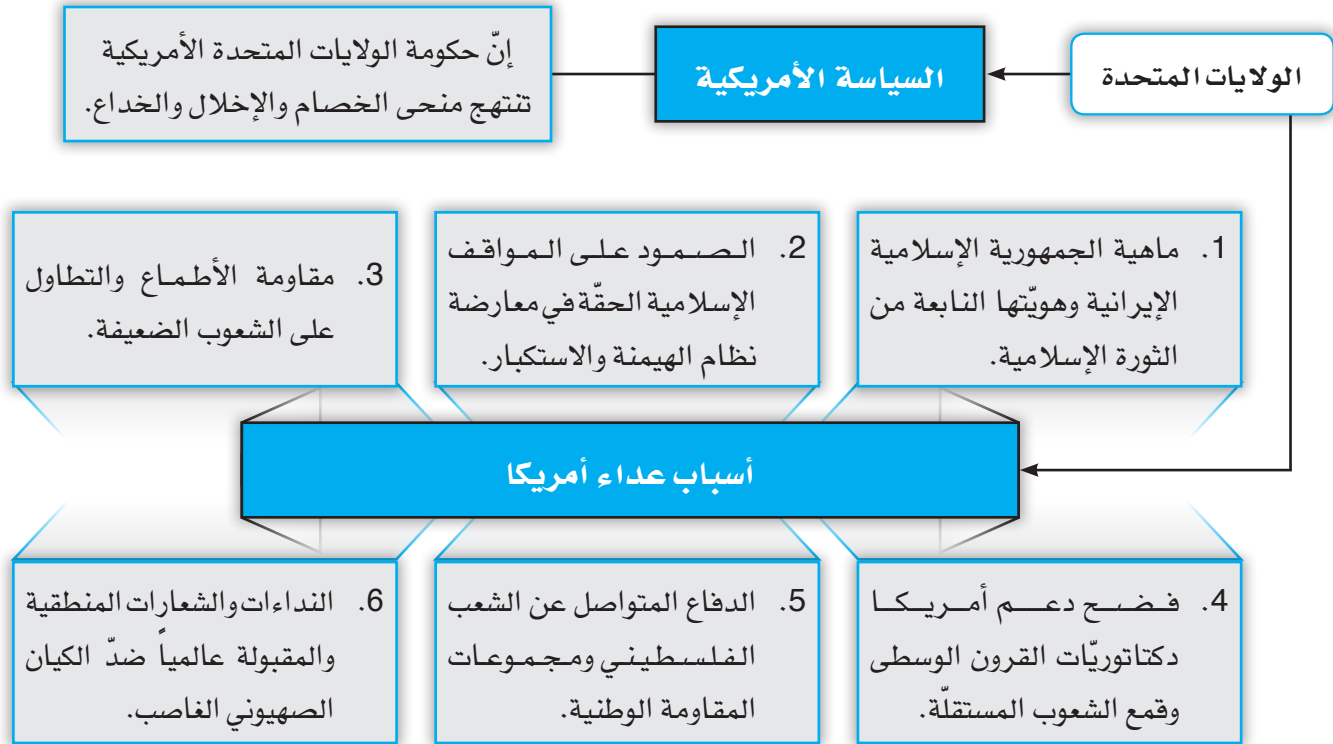 الولايات المتحدة
السياسة الأمريكية
إنّ حكومة الولايات المتحدة الأمريكية
تنتهج منحى الخصام والإخلال والخداع.
1. ماهية الجمهورية الإسلامية
الإيرانية وهويّتها النابعة من
الثورة الإسلامية.
2. الصمود على المواقف
الإسلامية الحقّة في معارضة
نظام الهيمنة والاستكبار.
3. مقاومة الأطماع والتطاول
على الشعوب الضعيفة.
أسباب عداء أمريكا
4. فضح دعم أمريكا
دكتاتوريّات القرون الوسطى
وقمع الشعوب المستقلّة.
5. الدفاع المتواصل عن الشعب
الفلسطيني ومجموعات
المقاومة الوطنية.
6. النداءات والشعارات المنطقية
والمقبولة عالمياً ضدّ الكيان
الصهيوني الغاصب.